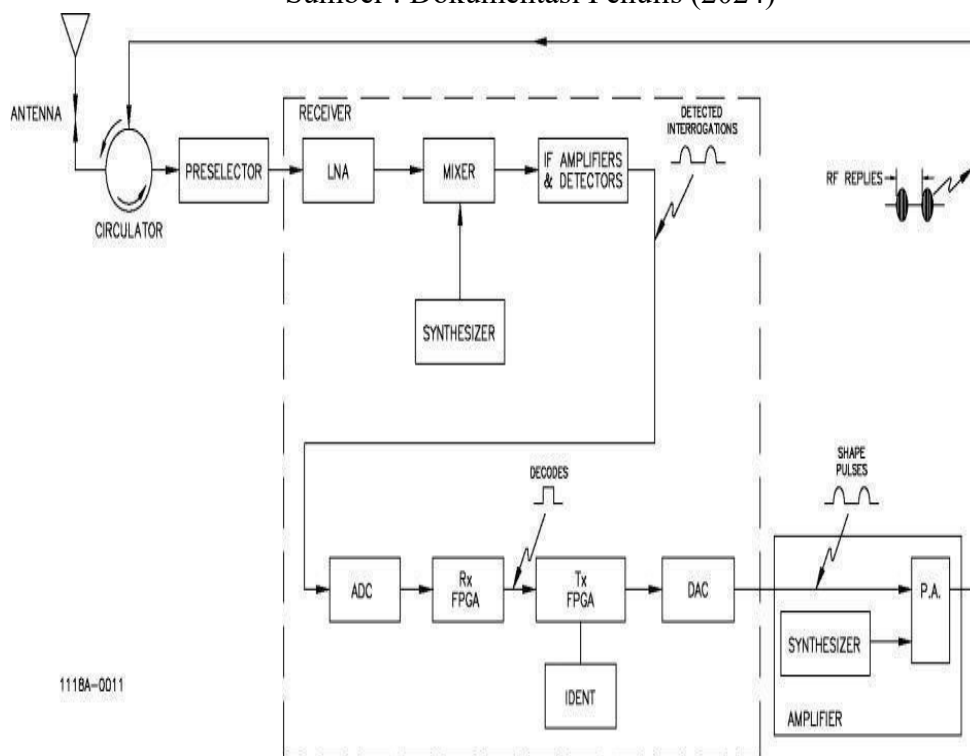 Sumber : Dokumentasi Penulis (2024)
ANTENNA
CIRCULATOR
PRESELECTOR
RECEIVER
LNA
MIXER
IF AMPLIFIERS
& DETECTORS
DETECTED
INTERROGATIONS
RF REPLIES
SYNTHESIZER
DECODES
SHAPE
PULSES
ADC
Rx
FPGA
Tx
FPGA
DAC
P.A.
SYNTHESIZER
IDENT
AMPLIFIER
1118A-0011